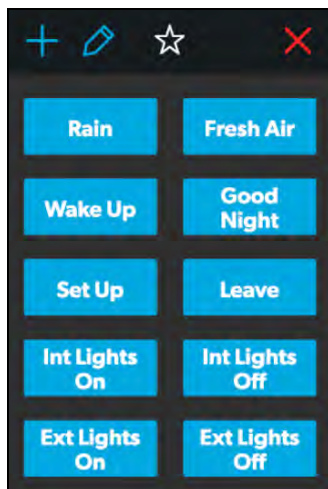 Rain
Fresh Air
Wake Up
Good
Night
Set Up
Leave
Int Lights
On
Int Lights
Off
Ext Lights
On
Ext Lights
Off